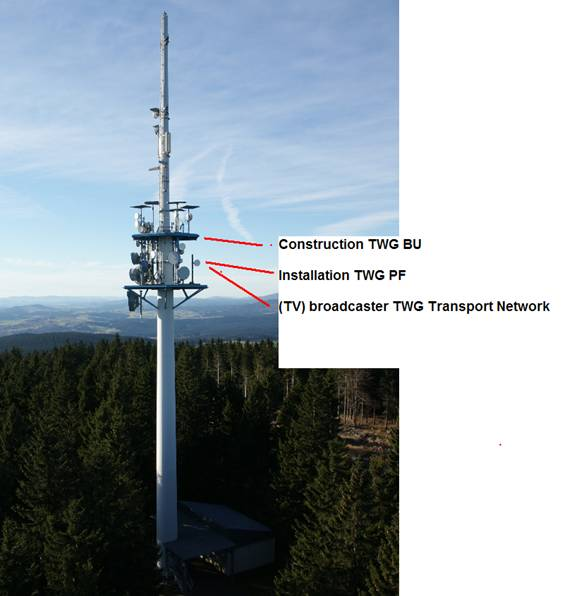 Construction TWG BU
Installation TWG PF
(TV) broadcaster TWG Transport Network